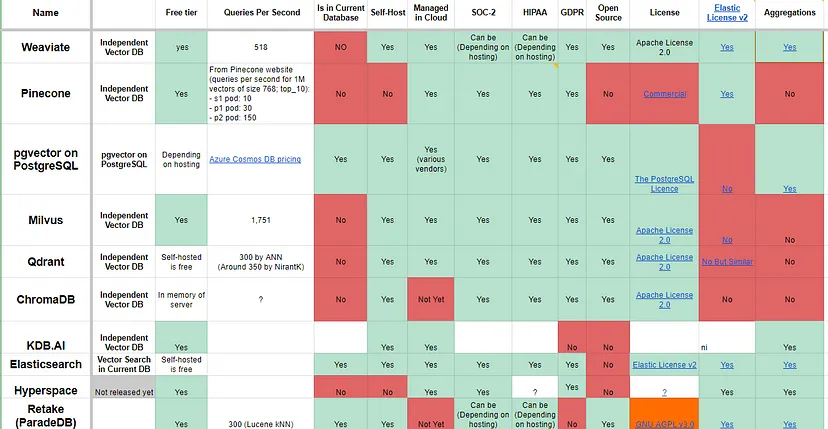 Name Free tier Queries Per Second Is in Current Database Self-Host Managed in Cloud SOC-2 HIPAA GDPR Open Source License Elastic License v2 Aggregations
Weaviate Independent Vector DB yes 518 NO Yes Yes Can be (Depending on hosting) Can be (Depending on hosting) Yes Yes Apache License 2.0 Yes Yes
Pinecone Independent Vector DB Yes From Pinecone website (queries per second for 1M vectors of size 768; top_10): - s1 pod: 10 - p1 pod: 30 - p2 pod: 150 No No Yes Yes Yes Yes No Commercial Yes No
pgvector on PostgreSQL pgvector on PostgreSQL Depending on hosting Azure Cosmos DB pricing Yes Yes Yes (various vendors) Yes Yes Yes Yes The PostgreSQL Licence No Yes
Milvus Independent Vector DB Yes 1,751 No Yes Yes Yes Yes Yes Yes Apache License 2.0 No No
Qdrant Independent Vector DB Self-hosted is free 300 by ANN (Around 350 by NirantK) No Yes Yes Yes Yes Yes Yes Apache License 2.0 No But Similar No
ChromaDB Independent Vector DB In memory of server ? No Yes Not Yet Yes Yes Yes Yes Apache License 2.0 No No
KDB.AI Independent Vector DB Yes Yes Yes No No ni Yes
Elasticsearch Vector Search in Current DB Self-hosted is free Yes Yes Yes Yes Yes Yes No Elastic License v2 Yes Yes
Hyperspace Not released yet No No Yes Yes ? Yes No ? Yes Yes
Retake (ParadeDB) Yes 300 (Lucene kNN) Yes Yes Not Yet Can be (Depending on hosting) Can be (Depending on hosting) No Yes GNU AGPL v3.0 Yes Yes